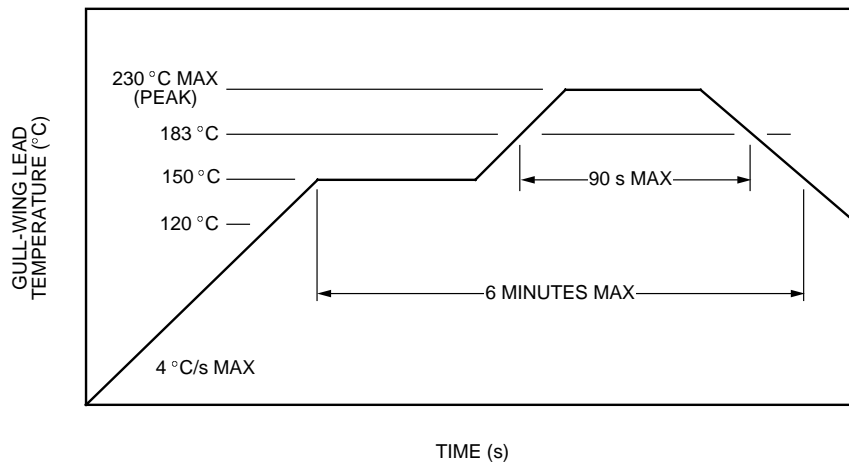 230 °C MAX
(PEAK)
183 °C
150 °C
120 °C
90 s MAX
6 MINUTES MAX
4 °C/s MAX
GULL-WING LEAD
TEMPERATURE (°C)
TIME (s)